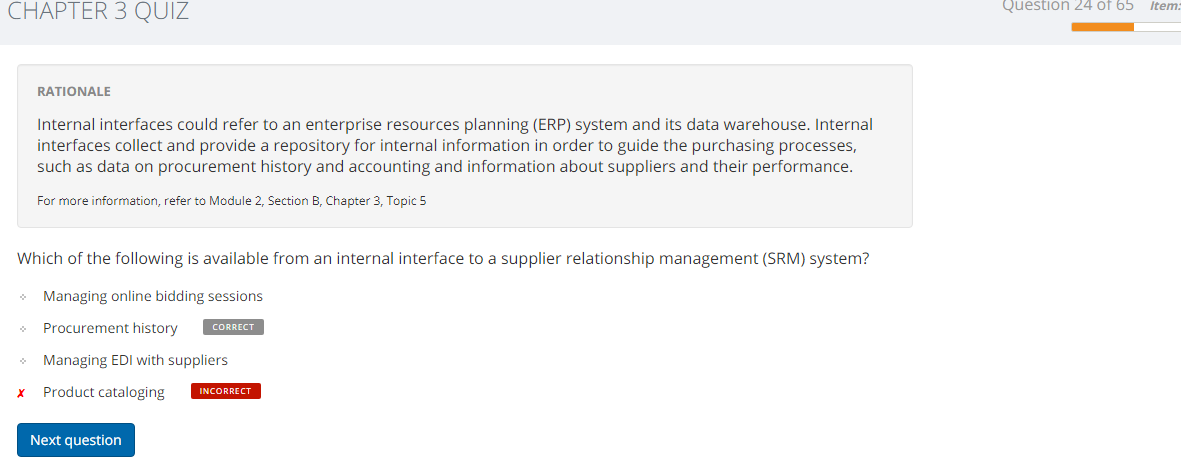 CHAPTER 3 QUIZ
Question 24 of 65 Item:
RATIONALE
Internal interfaces could refer to an enterprise resources planning (ERP) system and its data warehouse. Internal
interfaces collect and provide a repository for internal information in order to guide the purchasing processes,
such as data on procurement history and accounting and information about suppliers and their performance.
For more information, refer to Module 2, Section B, Chapter 3, Topic 5
Which of the following is available from an internal interface to a supplier relationship management (SRM) system?
Managing online bidding sessions
Procurement history CORRECT
Managing EDI with suppliers
✗ Product cataloging INCORRECT
Next question